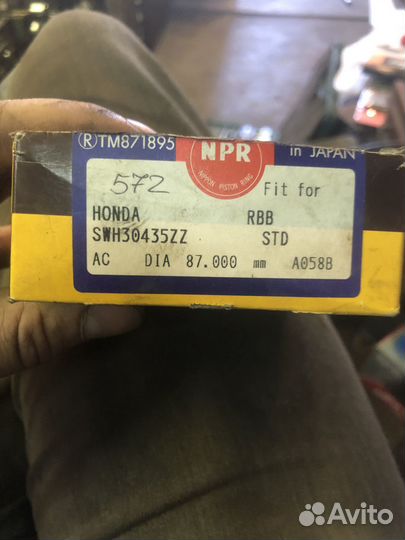 ®TM871895 NPR in JAPAN
NIPPON PISTON RING
572 Fit for
HONDA RBB
SWH30435ZZ STD
AC DIA 87.000 mm A058B
Avito